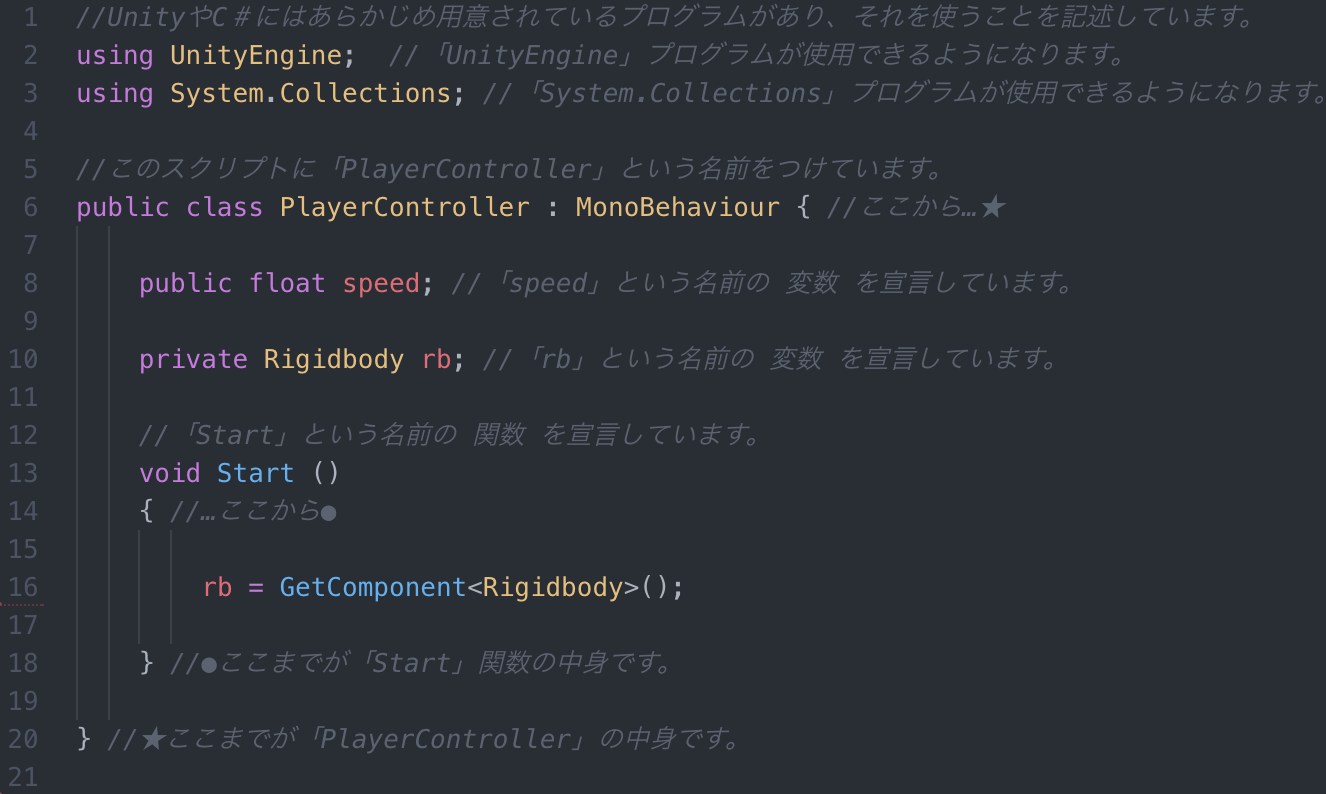 1 //UnityやC#にはあらかじめ用意されているプログラムがあり、それを使うことを記述しています。
2 using UnityEngine;  //「UnityEngine」プログラムが使用できるようになります。
3 using System.Collections; //「System.Collections」プログラムが使用できるようになります。
4
5 //このスクリプトに「PlayerController」という名前をつけています。
6 public class PlayerController : MonoBehaviour { //ここから…★
7
8     public float speed; //「speed」という名前の 変数 を宣言しています。
9
10     private Rigidbody rb; //「rb」という名前の 変数 を宣言しています。
11
12     //「Start」という名前の 関数 を宣言しています。
13     void Start ()
14     { //…ここから●
15
16         rb = GetComponent<Rigidbody>();
17
18     } //●ここまでが「Start」関数の中身です。
19
20 } //★ここまでが「PlayerController」の中身です。
21